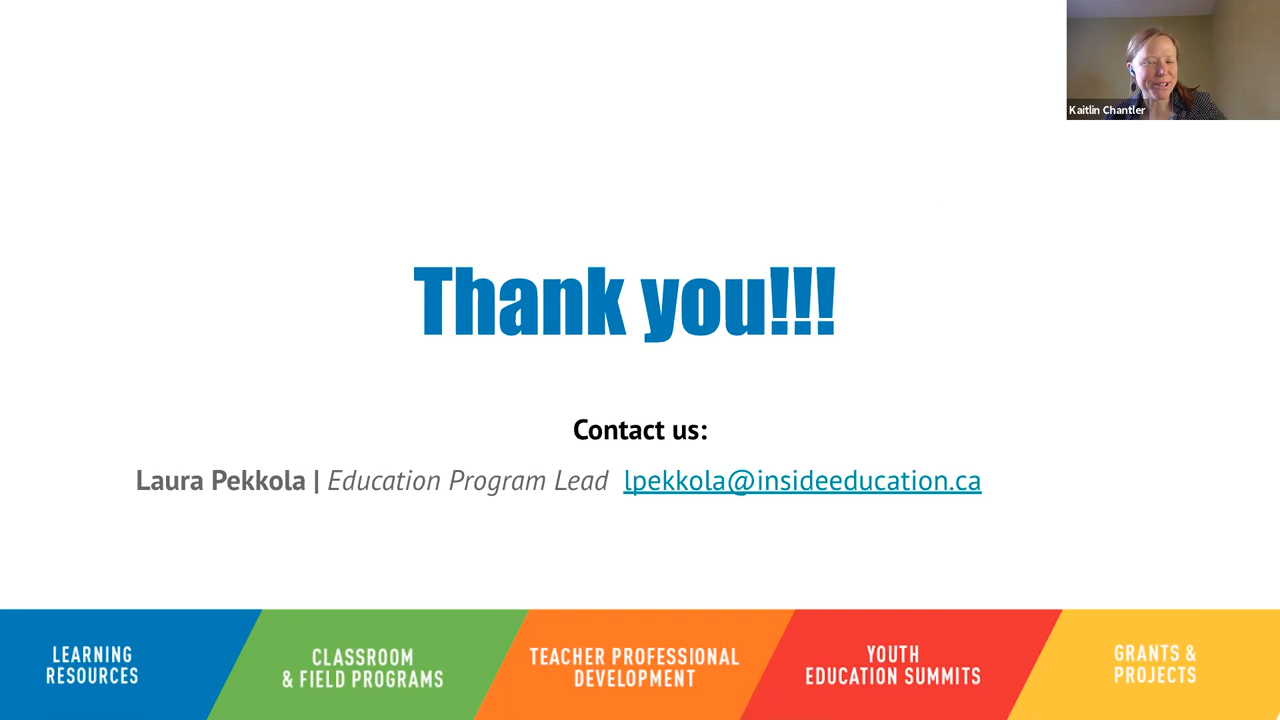 Kaitlin Chantler
Thank you!!!
Contact us:
Laura Pekkola | Education Program Lead lpekkola@insideeducation.ca
LEARNING
RESOURCES
CLASSROOM
& FIELD PROGRAMS
TEACHER PROFESSIONAL
DEVELOPMENT
YOUTH
EDUCATION SUMMITS
GRANTS &
PROJECTS